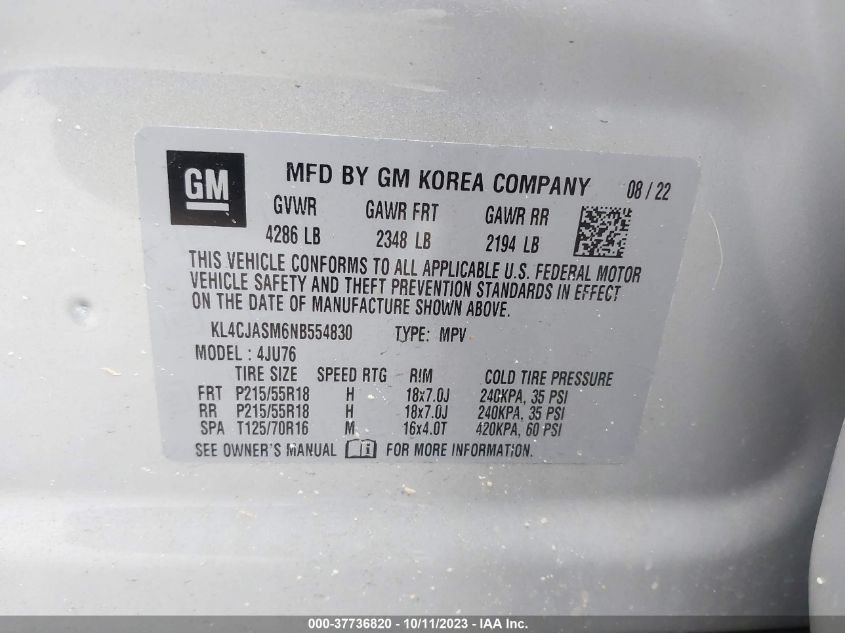 GM
MFD BY GM KOREA COMPANY 08 / 22
GVWR GAWR FRT GAWR RR
4286 LB 2348 LB 2194 LB
THIS VEHICLE CONFORMS TO ALL APPLICABLE U.S. FEDERAL MOTOR
VEHICLE SAFETY AND THEFT PREVENTION STANDARDS IN EFFECT
ON THE DATE OF MANUFACTURE SHOWN ABOVE.
KL4CJASM6NB554830 TYPE: MPV
MODEL : 4JU76
TIRE SIZE SPEED RTG RIM COLD TIRE PRESSURE
FRT P215/55R18 H 18x7.0J 240KPA, 35 PSI
RR P215/55R18 H 18x7.0J 240KPA, 35 PSI
SPA T125/70R16 M 16x4.0T 420KPA, 60 PSI
SEE OWNER'S MANUAL FOR MORE INFORMATION.
000-37736820 - 10/11/2023 - IAA Inc.